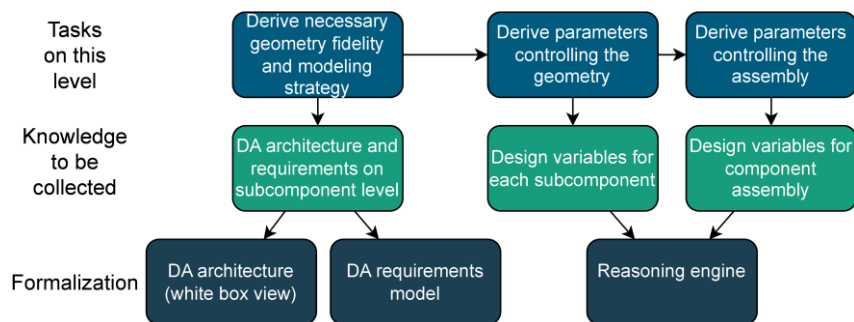 Tasks
on this
level
Derive necessary
geometry fidelity
and modeling
strategy
Derive parameters
controlling the
geometry
Derive parameters
controlling the
assembly
Knowledge
to be
collected
DA architecture and
requirements on
subcomponent level
Design variables for
each subcomponent
Design variables for
component
assembly
Formalization
DA architecture
(white box view)
DA requirements
model
Reasoning engine